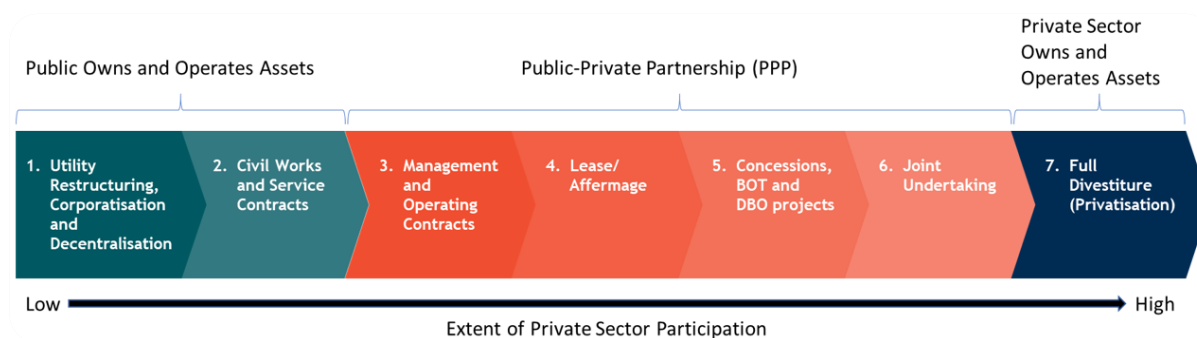 Public Owns and Operates Assets
Public-Private Partnership (PPP)
Private Sector
Owns and
Operates Assets
1. Utility
Restructuring,
Corporatisation
and
Decentralisation
2. Civil Works
and Service
Contracts
3. Management
and
Operating
Contracts
4. Lease/
Affermage
5. Concessions,
BOT and
DBO projects
6. Joint
Undertaking
7. Full
Divestiture
(Privatisation)
Low
High
Extent of Private Sector Participation